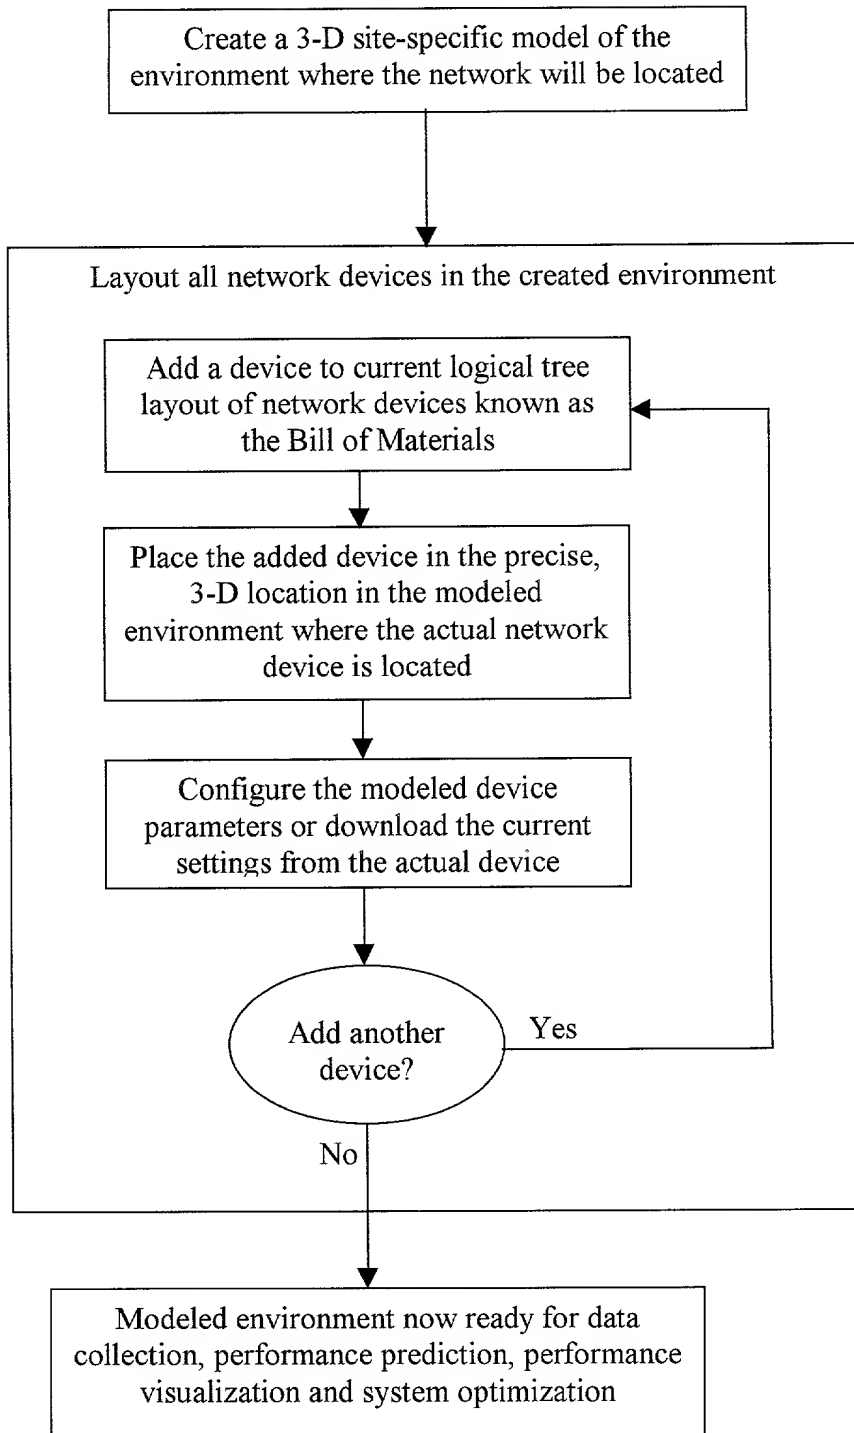 Create a 3-D site-specific model of the
environment where the network will be located
Layout all network devices in the created environment
Add a device to current logical tree
layout of network devices known as
the Bill of Materials
Place the added device in the precise,
3-D location in the modeled
environment where the actual network
device is located
Configure the modeled device
parameters or download the current
settings from the actual device
Add another
device?
Yes
No
Modeled environment now ready for data
collection, performance prediction, performance
visualization and system optimization